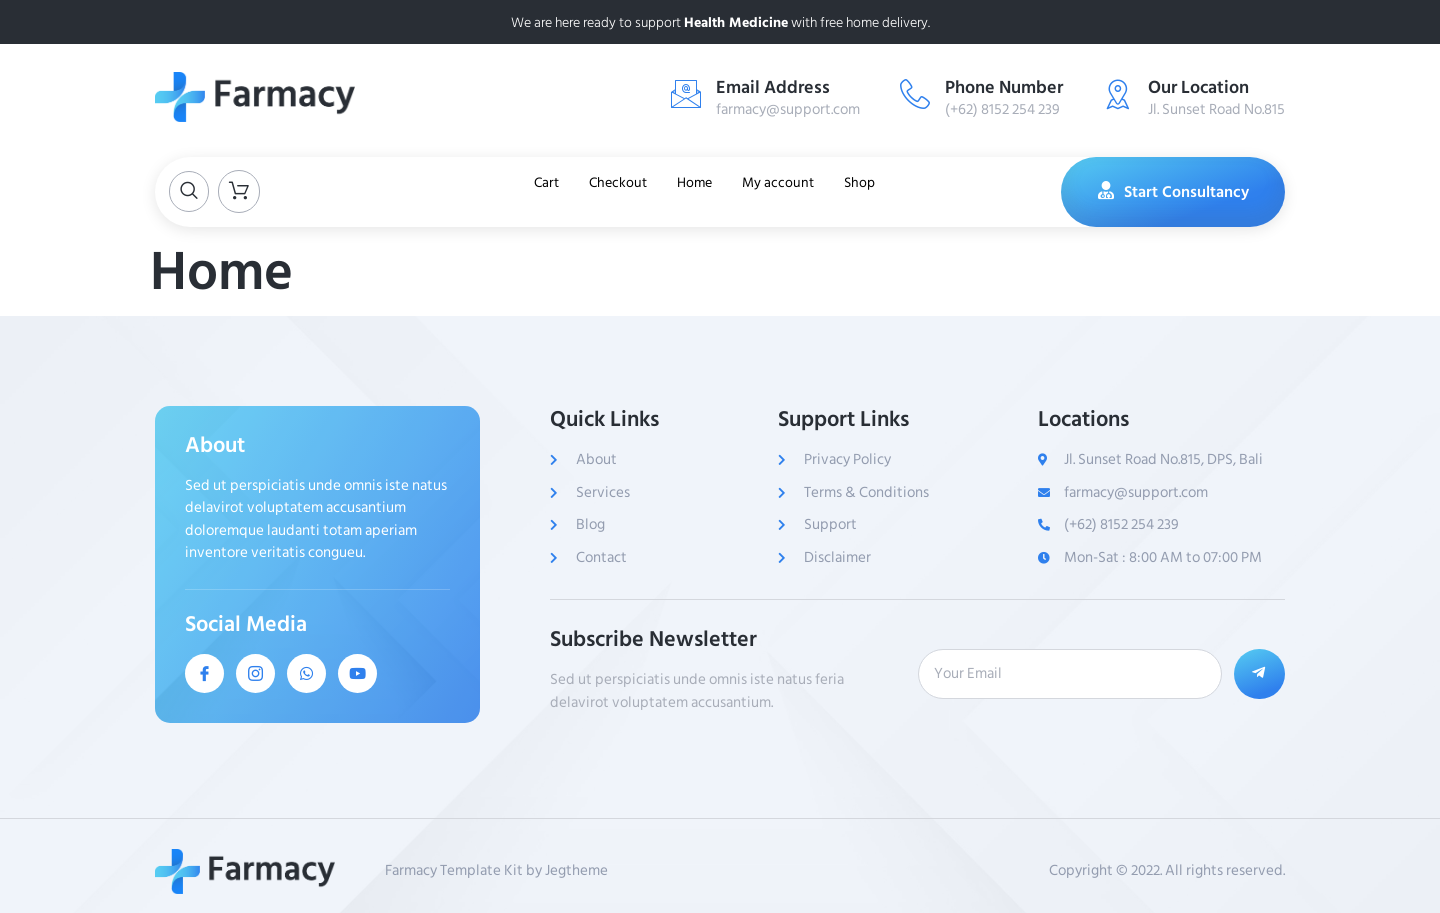 We are here ready to support Health Medicine with free home delivery.
Farmacy
Email Address
farmacy@support.com
Phone Number
(+62) 8152 254 239
Our Location
Jl. Sunset Road No.815
Cart
Checkout
Home
My account
Shop
Start Consultancy
Home
About
Sed ut perspiciatis unde omnis iste natus
delavirot voluptatem accusantium
doloremque laudanti totam aperiam
inventore veritatis congueu.
Social Media
Quick Links
About
Services
Blog
Contact
Support Links
Privacy Policy
Terms & Conditions
Support
Disclaimer
Locations
Jl. Sunset Road No.815, DPS, Bali
farmacy@support.com
(+62) 8152 254 239
Mon-Sat : 8:00 AM to 07:00 PM
Subscribe Newsletter
Sed ut perspiciatis unde omnis iste natus feria
delavirot voluptatem accusantium.
Your Email
Farmacy
Farmacy Template Kit by Jegtheme
Copyright © 2022. All rights reserved.